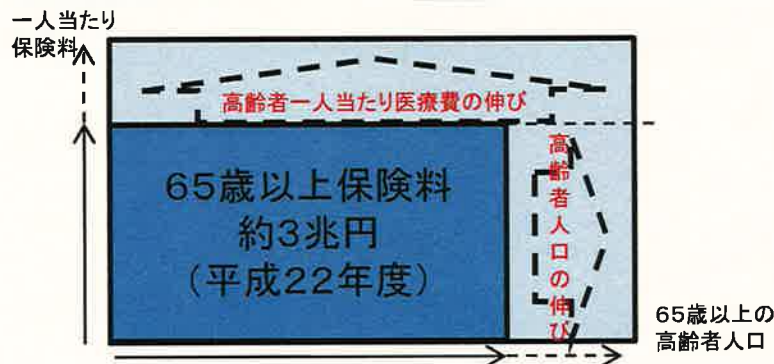 一人当たり
保険料
高齢者一人当たり医療費の伸び
65歳以上保険料
約3兆円
(平成22年度)
高齢者人口の伸び
65歳以上の
高齢者人口